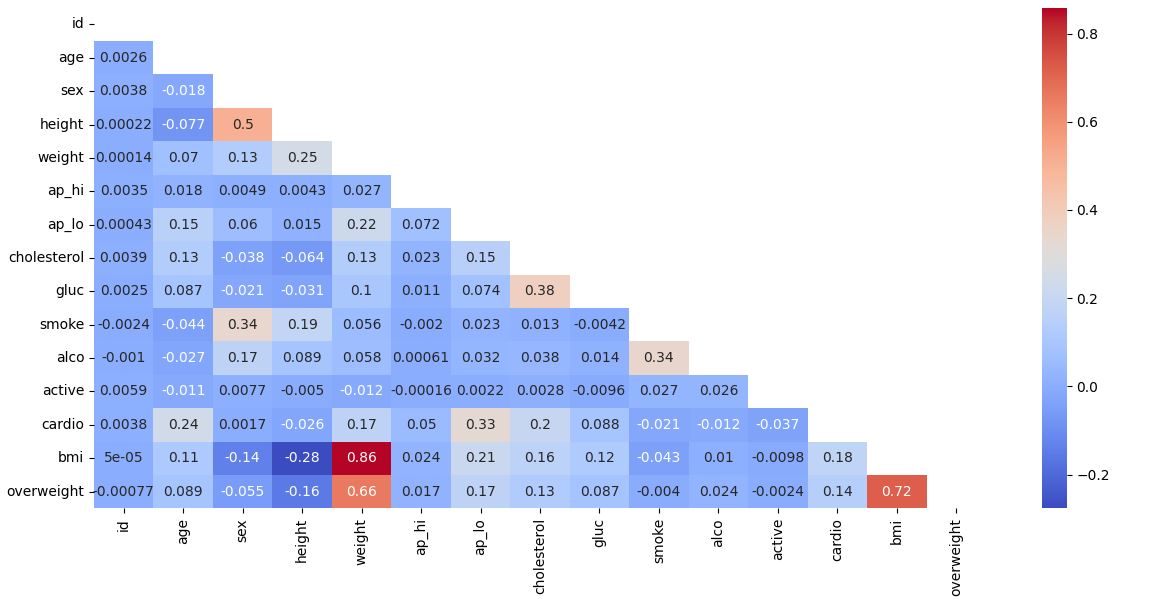 id
age 0.0026
sex 0.0038 -0.018
height 0.00022 -0.077 0.5
weight 0.00014 0.07 0.13 0.25
ap_hi 0.0035 0.018 0.0049 0.0043 0.027
ap_lo 0.00043 0.15 0.06 0.015 0.22 0.072
cholesterol 0.0039 0.13 -0.038 -0.064 0.13 0.023 0.15
gluc 0.0025 0.087 -0.021 -0.031 0.1 0.011 0.074 0.38
smoke -0.0024 -0.044 0.34 0.19 0.056 -0.002 0.023 0.013 -0.0042
alco -0.001 -0.027 0.17 0.089 0.058 0.00061 0.032 0.038 0.014 0.34
active 0.0059 -0.011 0.0077 -0.005 -0.012 -0.00016 0.0022 0.0028 -0.0096 0.027 0.026
cardio 0.0038 0.24 0.0017 -0.026 0.17 0.05 0.33 0.2 0.088 -0.021 -0.012 -0.037
bmi 5e-05 0.11 -0.14 -0.28 0.86 0.024 0.21 0.16 0.12 -0.043 0.01 -0.0098 0.18
overweight -0.00077 0.089 -0.055 -0.16 0.66 0.017 0.17 0.13 0.087 -0.004 0.024 -0.0024 0.14 0.72
id age sex height weight ap_hi ap_lo cholesterol gluc smoke alco active cardio bmi overweight
0.8
0.6
0.4
0.2
0.0
−0.2